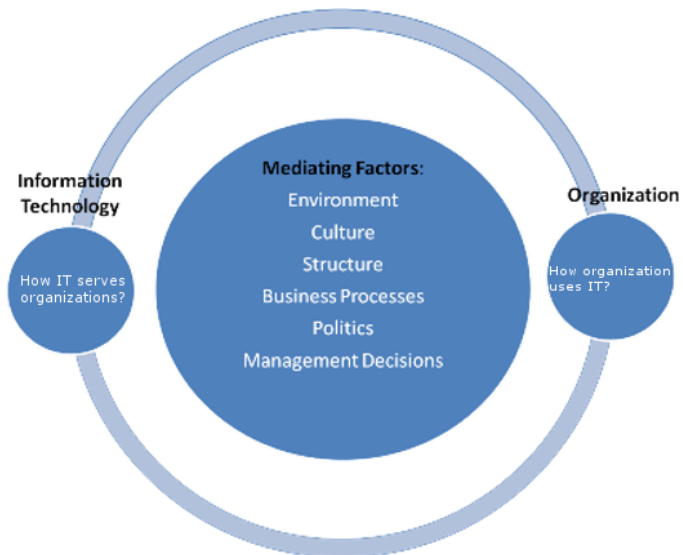 Information
Technology
How IT serves
organizations?
Mediating Factors:
Environment
Culture
Structure
Business Processes
Politics
Management Decisions
Organization
How organization
uses IT?